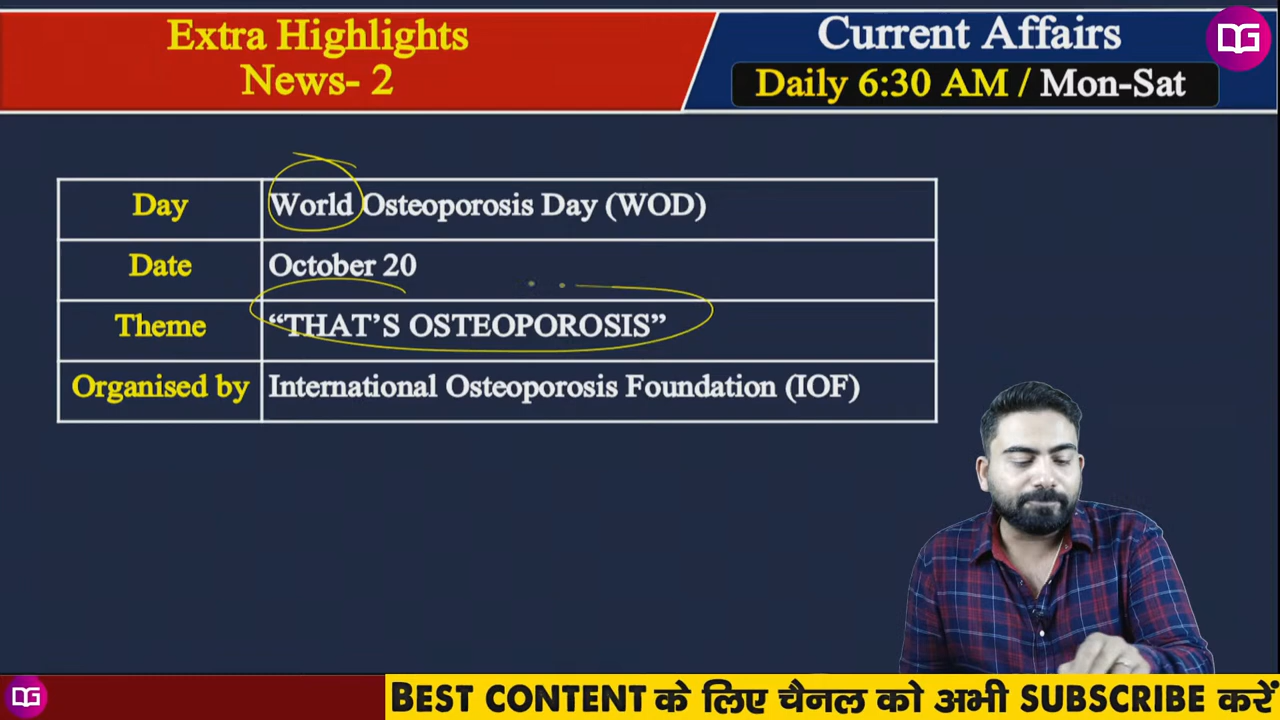 Extra Highlights
News- 2
Current Affairs
Daily 6:30 AM / Mon-Sat
DG
Day World Osteoporosis Day (WOD)
Date October 20
Theme “THAT’S OSTEOPOROSIS”
Organised by International Osteoporosis Foundation (IOF)
DG
BEST CONTENT के लिए चैनल को अभी SUBSCRIBE करें